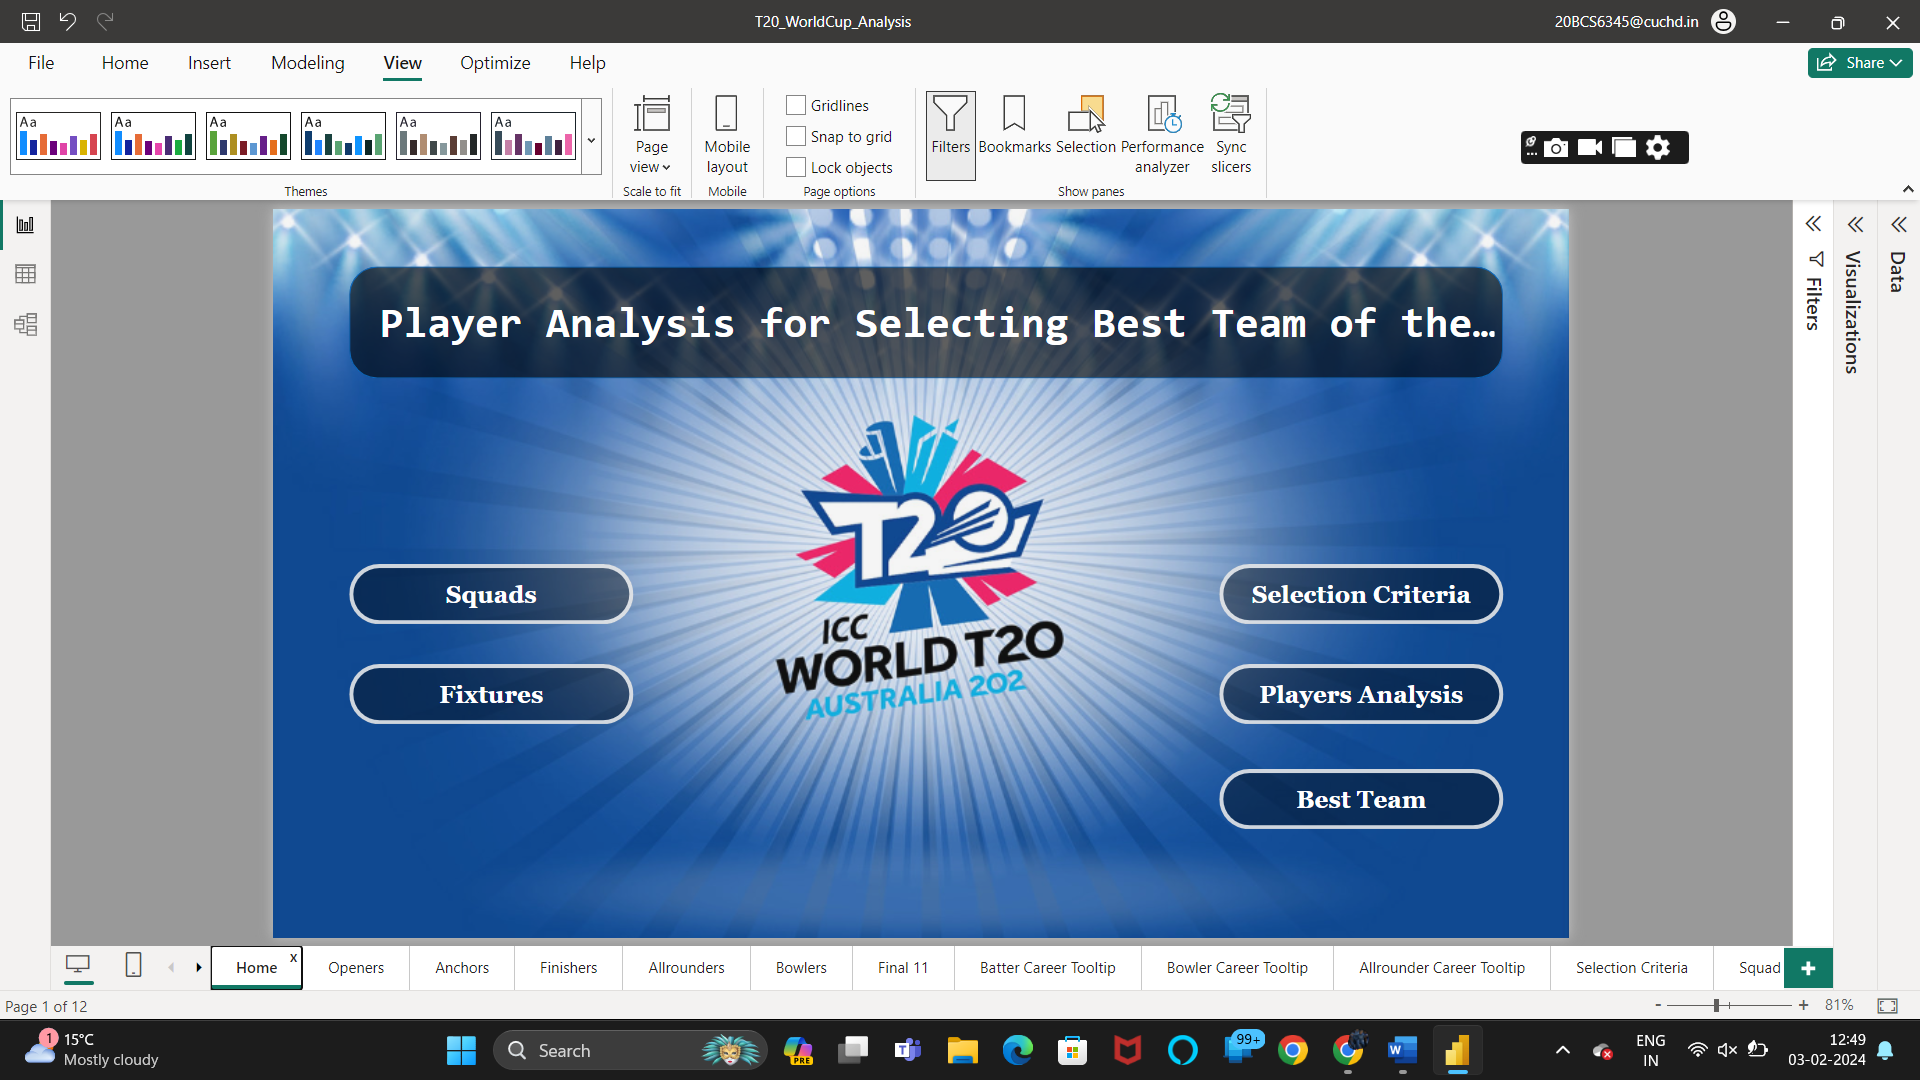 T20_WorldCup_Analysis
20BCS6345@cuchd.in
File Home Insert Modeling View Optimize Help
Share
Aa Aa Aa Aa Aa Aa
Themes
Page view
Scale to fit
Mobile layout
Mobile
Gridlines
Snap to grid
Lock objects
Page options
Filters
Bookmarks
Selection
Performance analyzer
Sync slicers
Show panes
Filters
Visualizations
Data
Player Analysis for Selecting Best Team of the…
T20
ICC
WORLD T20
AUSTRALIA 202
Squads
Fixtures
Selection Criteria
Players Analysis
Best Team
Home x Openers Anchors Finishers Allrounders Bowlers Final 11 Batter Career Tooltip Bowler Career Tooltip Allrounder Career Tooltip Selection Criteria Squad +
Page 1 of 12
- + 81%
1
15°C
Mostly cloudy
Search
PRE
T
99+
W
ENG
IN
12:49
03-02-2024